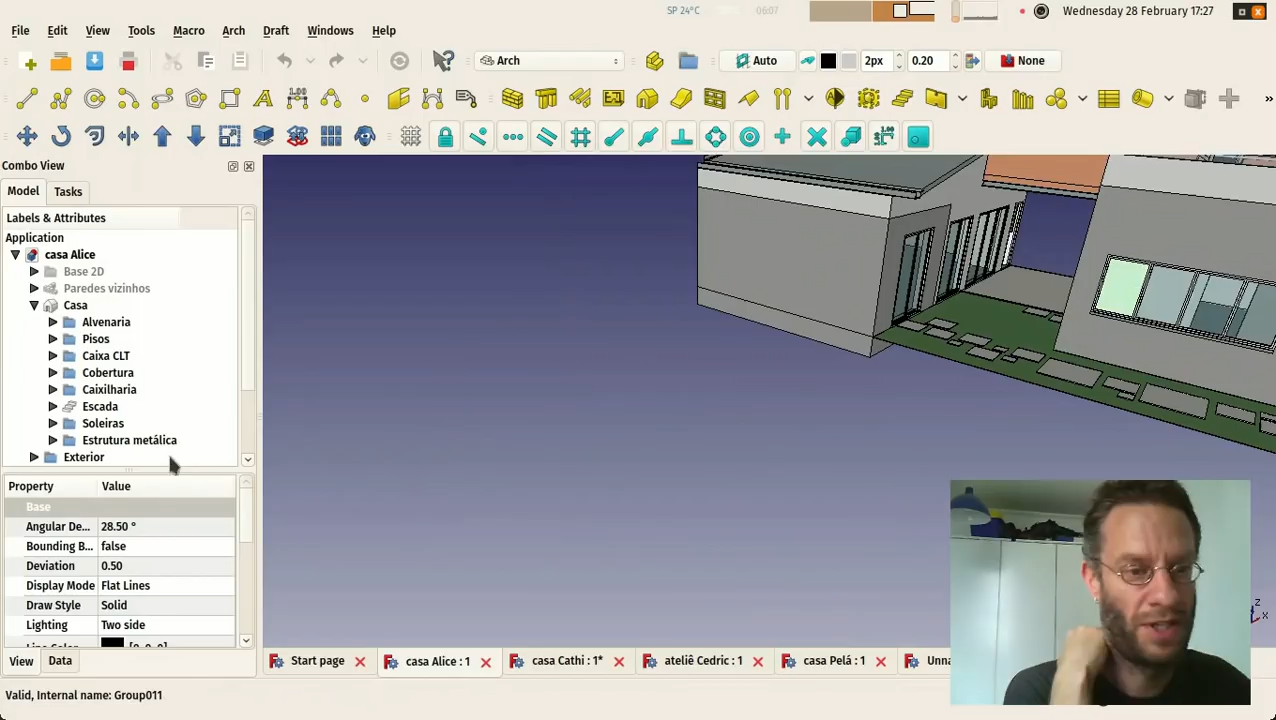 SP 24°C
06:07
Wednesday 28 February 17:27
File Edit View Tools Macro Arch Draft Windows Help
Arch
Auto
2px
0.20
None
»
Combo View
Model Tasks
Labels & Attributes
Application
casa Alice
Base 2D
Paredes vizinhos
Casa
Alvenaria
Pisos
Caixa CLT
Cobertura
Caixilharia
Escada
Soleiras
Estrutura metálica
Exterior
Property Value
Base
Angular De... 28.50 °
Bounding B... false
Deviation 0.50
Display Mode Flat Lines
Draw Style Solid
Lighting Two side
View Data
Start page
casa Alice : 1
casa Cathi : 1*
ateliê Cedric : 1
casa Pelá : 1
Unna
Z
X
Valid, Internal name: Group011